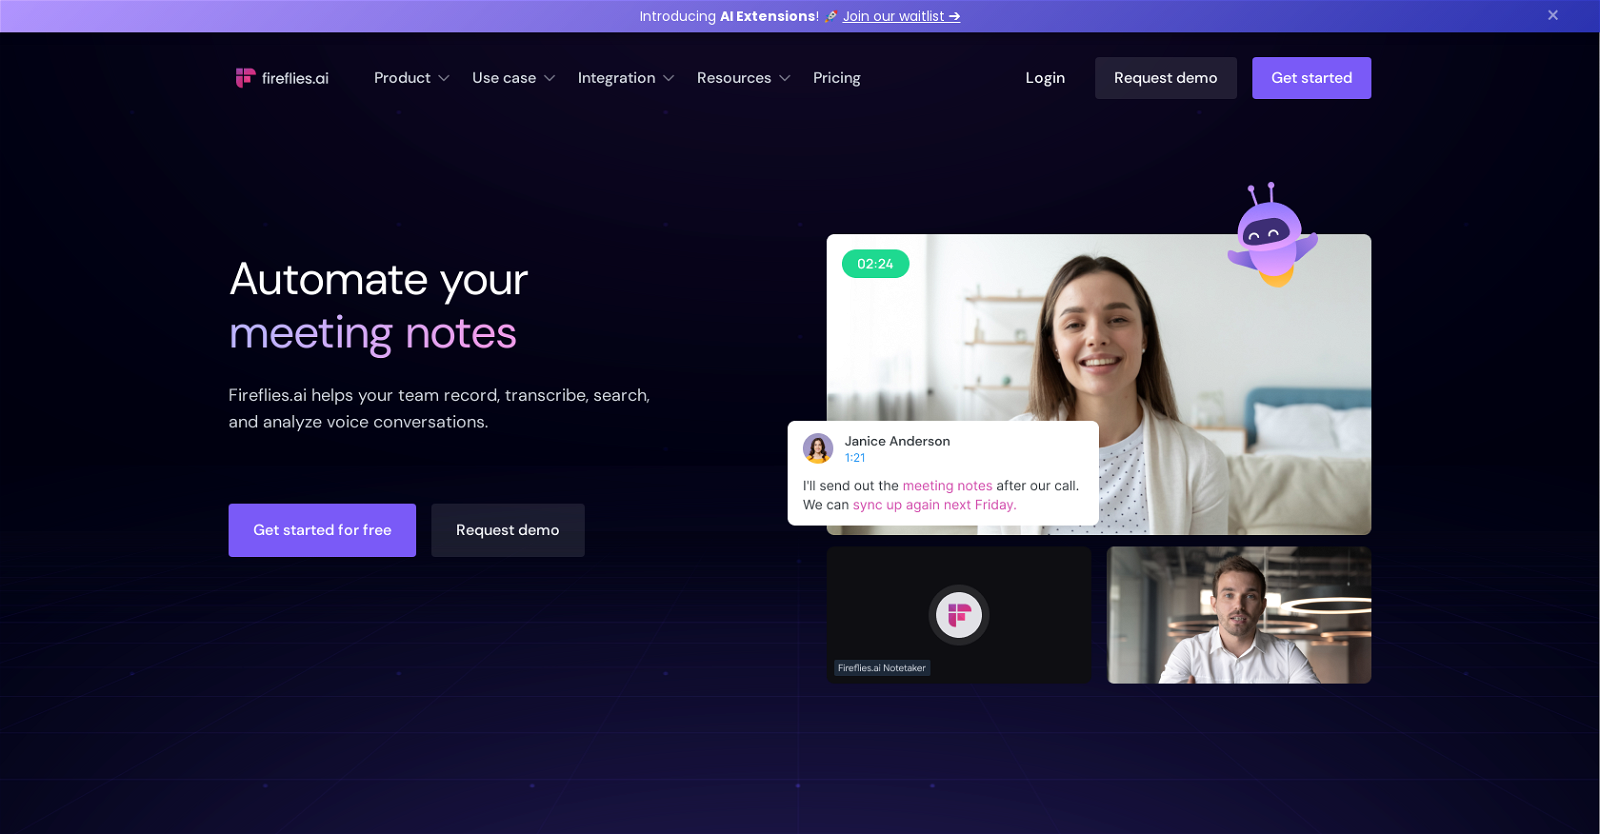 Introducing AI Extensions! 🚀 Join our waitlist ➔
×
fireflies.ai
Product
Use case
Integration
Resources
Pricing
Login
Request demo
Get started
Automate your
meeting notes
Fireflies.ai helps your team record, transcribe, search,
and analyze voice conversations.
Get started for free
Request demo
02:24
Janice Anderson
1:21
I'll send out the meeting notes after our call.
We can sync up again next Friday.
Fireflies.ai Notetaker